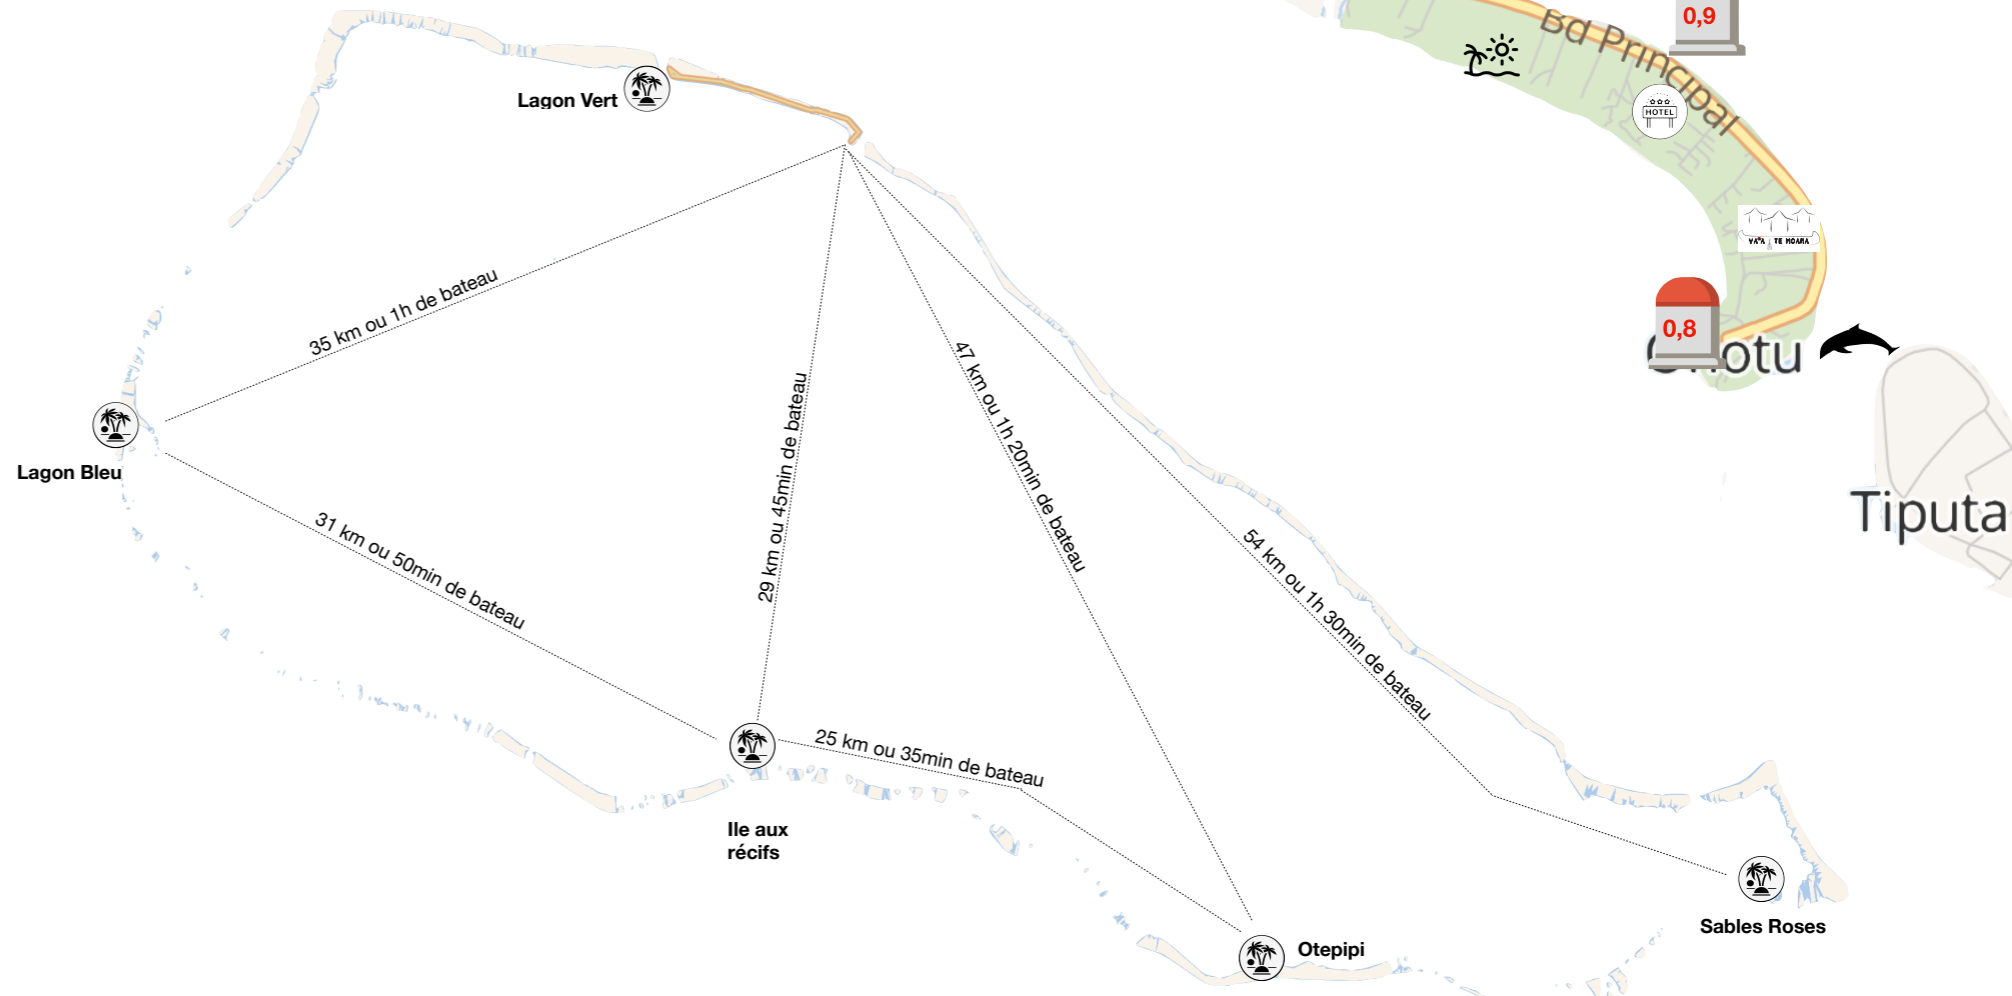 0,9
Bd Principal
HOTEL
VA'A TE MOANA
0,8
otu
Tiputa
Lagon Vert
35 km ou 1h de bateau
29 km ou 45min de bateau
47 km ou 1h 20min de bateau
54 km ou 1h 30min de bateau
Lagon Bleu
31 km ou 50min de bateau
25 km ou 35min de bateau
Ile aux
récifs
Otepipi
Sables Roses